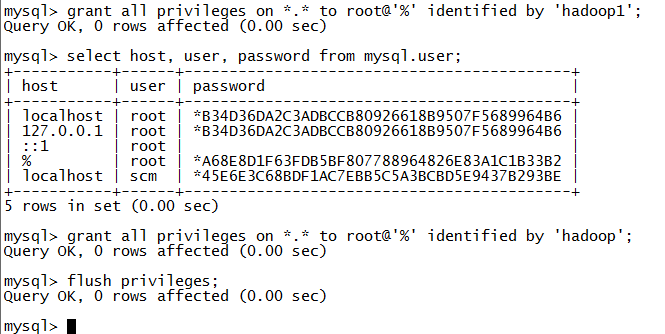 mysql> grant all privileges on *.* to root@'%' identified by 'hadoop1';
Query OK, 0 rows affected (0.00 sec)
mysql> select host, user, password from mysql.user;
+-----------+------+-------------------------------------------+
| host      | user | password                                  |
+-----------+------+-------------------------------------------+
| localhost | root | *B34D36DA2C3ADBCCB80926618B9507F5689964B6 |
| 127.0.0.1 | root | *B34D36DA2C3ADBCCB80926618B9507F5689964B6 |
| ::1       | root |                                           |
| %         | root | *A68E8D1F63FDB5BF807788964826E83A1C1B33B2 |
| localhost | scm  | *45E6E3C68BDF1AC7EBB5C5A3BCBD5E9437B293BE |
+-----------+------+-------------------------------------------+
5 rows in set (0.00 sec)
mysql> grant all privileges on *.* to root@'%' identified by 'hadoop';
Query OK, 0 rows affected (0.00 sec)
mysql> flush privileges;
Query OK, 0 rows affected (0.00 sec)
mysql>